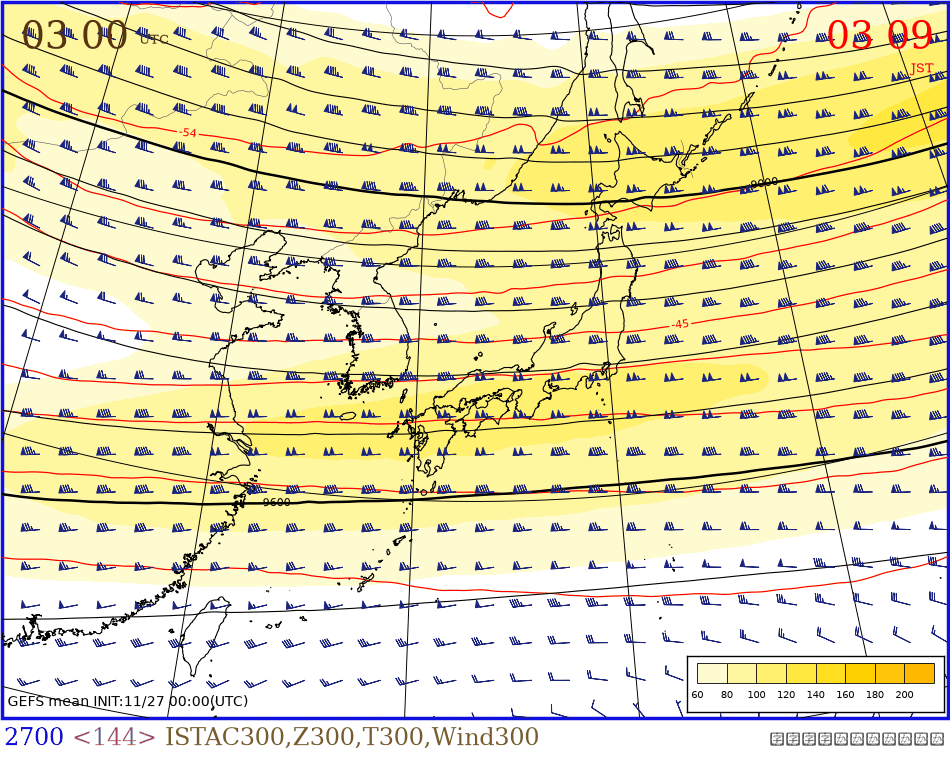 03 00 UTC 03 09
JST
-54
9000
-45
9600
60 80 100 120 140 160 180 200
GEFS mean INIT:11/27 00:00(UTC)
2700 <144> ISTAC300,Z300,T300,Wind300